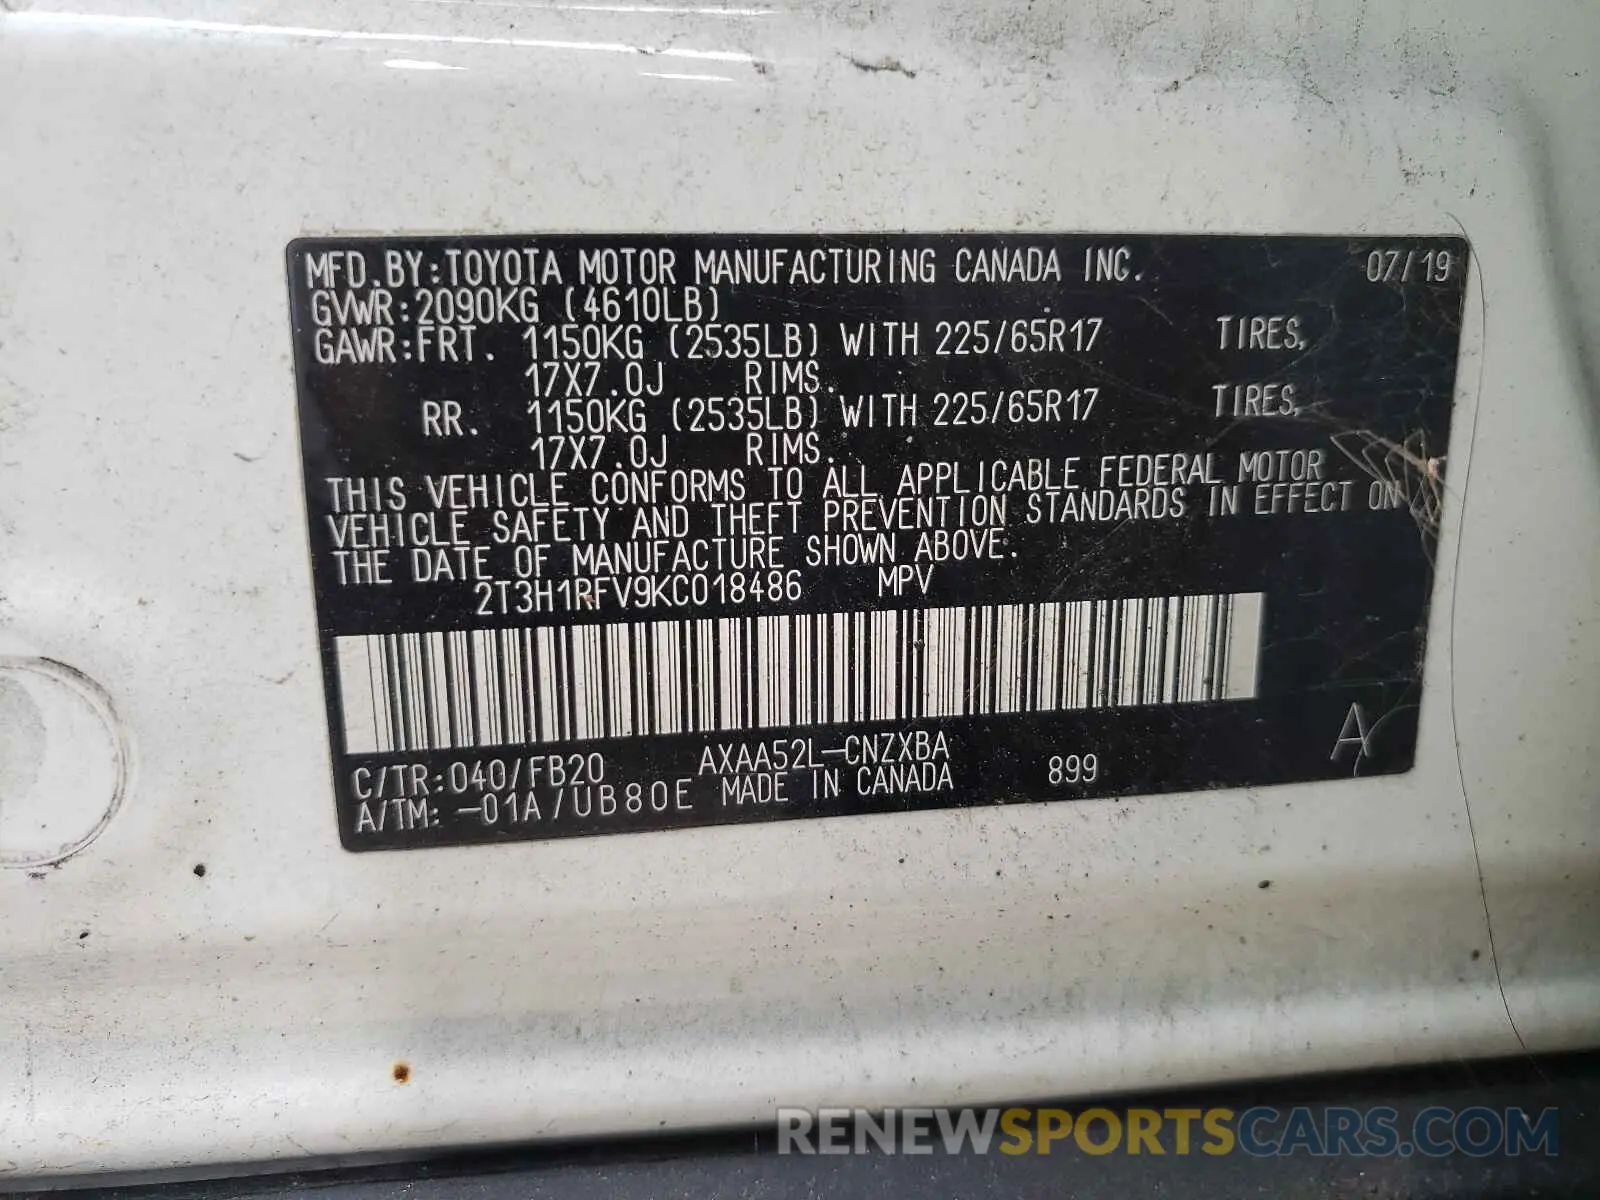 MFD.BY:TOYOTA MOTOR MANUFACTURING CANADA INC. 07/19
GVWR:2090KG (4610LB)
GAWR:FRT. 1150KG (2535LB) WITH 225/65R17 TIRES,
17X7.0J RIMS.
RR. 1150KG (2535LB) WITH 225/65R17 TIRES,
17X7.0J RIMS.
THIS VEHICLE CONFORMS TO ALL APPLICABLE FEDERAL MOTOR
VEHICLE SAFETY AND THEFT PREVENTION STANDARDS IN EFFECT ON
THE DATE OF MANUFACTURE SHOWN ABOVE.
2T3H1RFV9KC018486 MPV
C/TR:040/FB20 AXAA52L-CNZXBA 899 A
A/TM: -01A/UB80E MADE IN CANADA
RENEWSPORTSCARS.COM